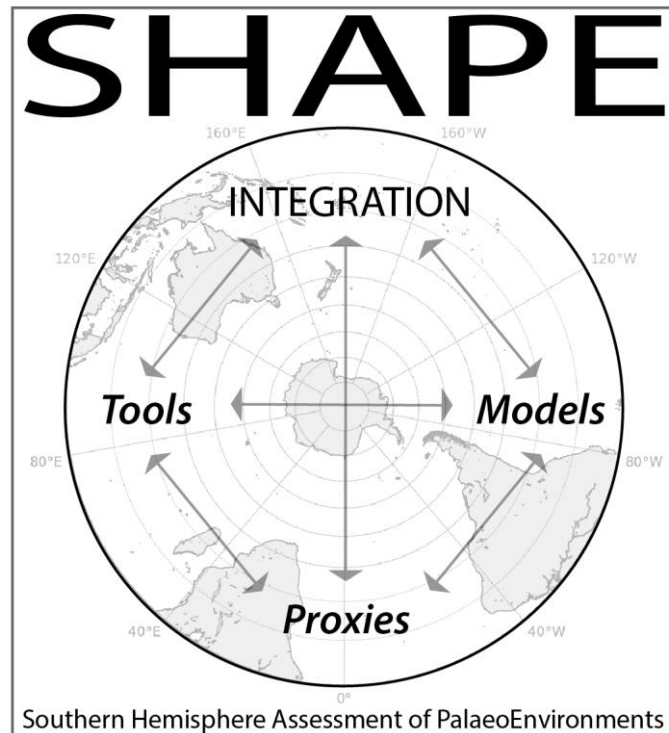 SHAPE
160°E 160°W
INTEGRATION
120°E 120°W
Tools Models
80°E 80°W
Proxies
40°E 40°W
0°
Southern Hemisphere Assessment of PalaeoEnvironments